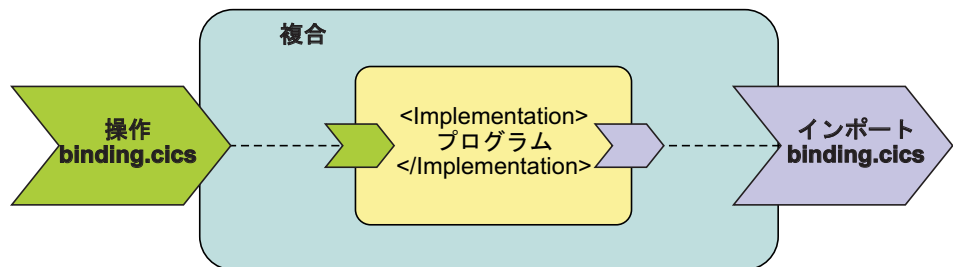 複合
操作
binding.cics
<Implementation>
プログラム
</Implementation>
インポート
binding.cics